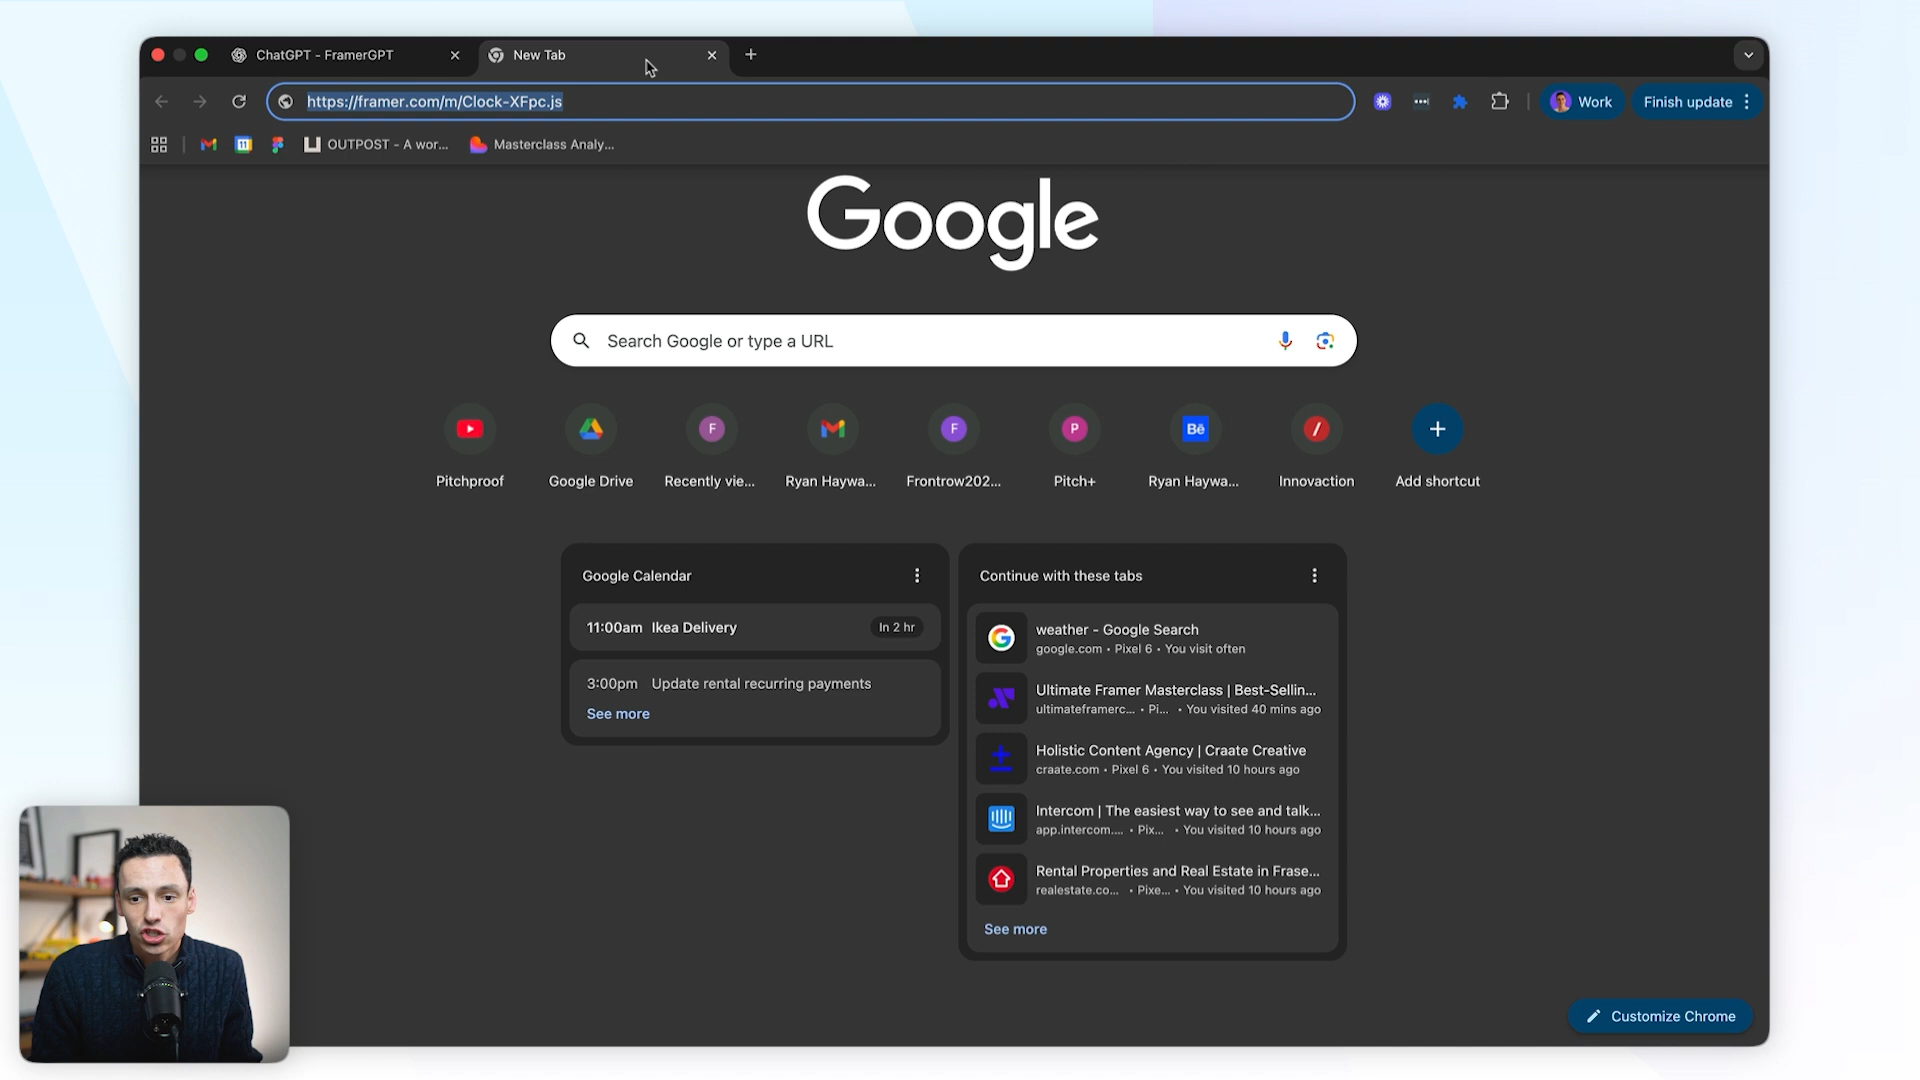 ChatGPT - FramerGPT
New Tab
https://framer.com/m/Clock-XFpc.js
Work
Finish update
11
OUTPOST - A wor...
Masterclass Analy...
Google
Search Google or type a URL
F
F
P
Bē
Pitchproof
Google Drive
Recently vie...
Ryan Haywa...
Frontrow202...
Pitch+
Ryan Haywa...
Innovaction
Add shortcut
Google Calendar
11:00am Ikea Delivery
In 2 hr
3:00pm Update rental recurring payments
See more
Continue with these tabs
weather - Google Search
google.com • Pixel 6 • You visit often
Ultimate Framer Masterclass | Best-Sellin...
ultimateframerc... • Pi... • You visited 40 mins ago
Holistic Content Agency | Craate Creative
craate.com • Pixel 6 • You visited 10 hours ago
Intercom | The easiest way to see and talk...
app.intercom.... • Pix... • You visited 10 hours ago
Rental Properties and Real Estate in Frase...
realestate.co... • Pixe... • You visited 10 hours ago
See more
Customize Chrome